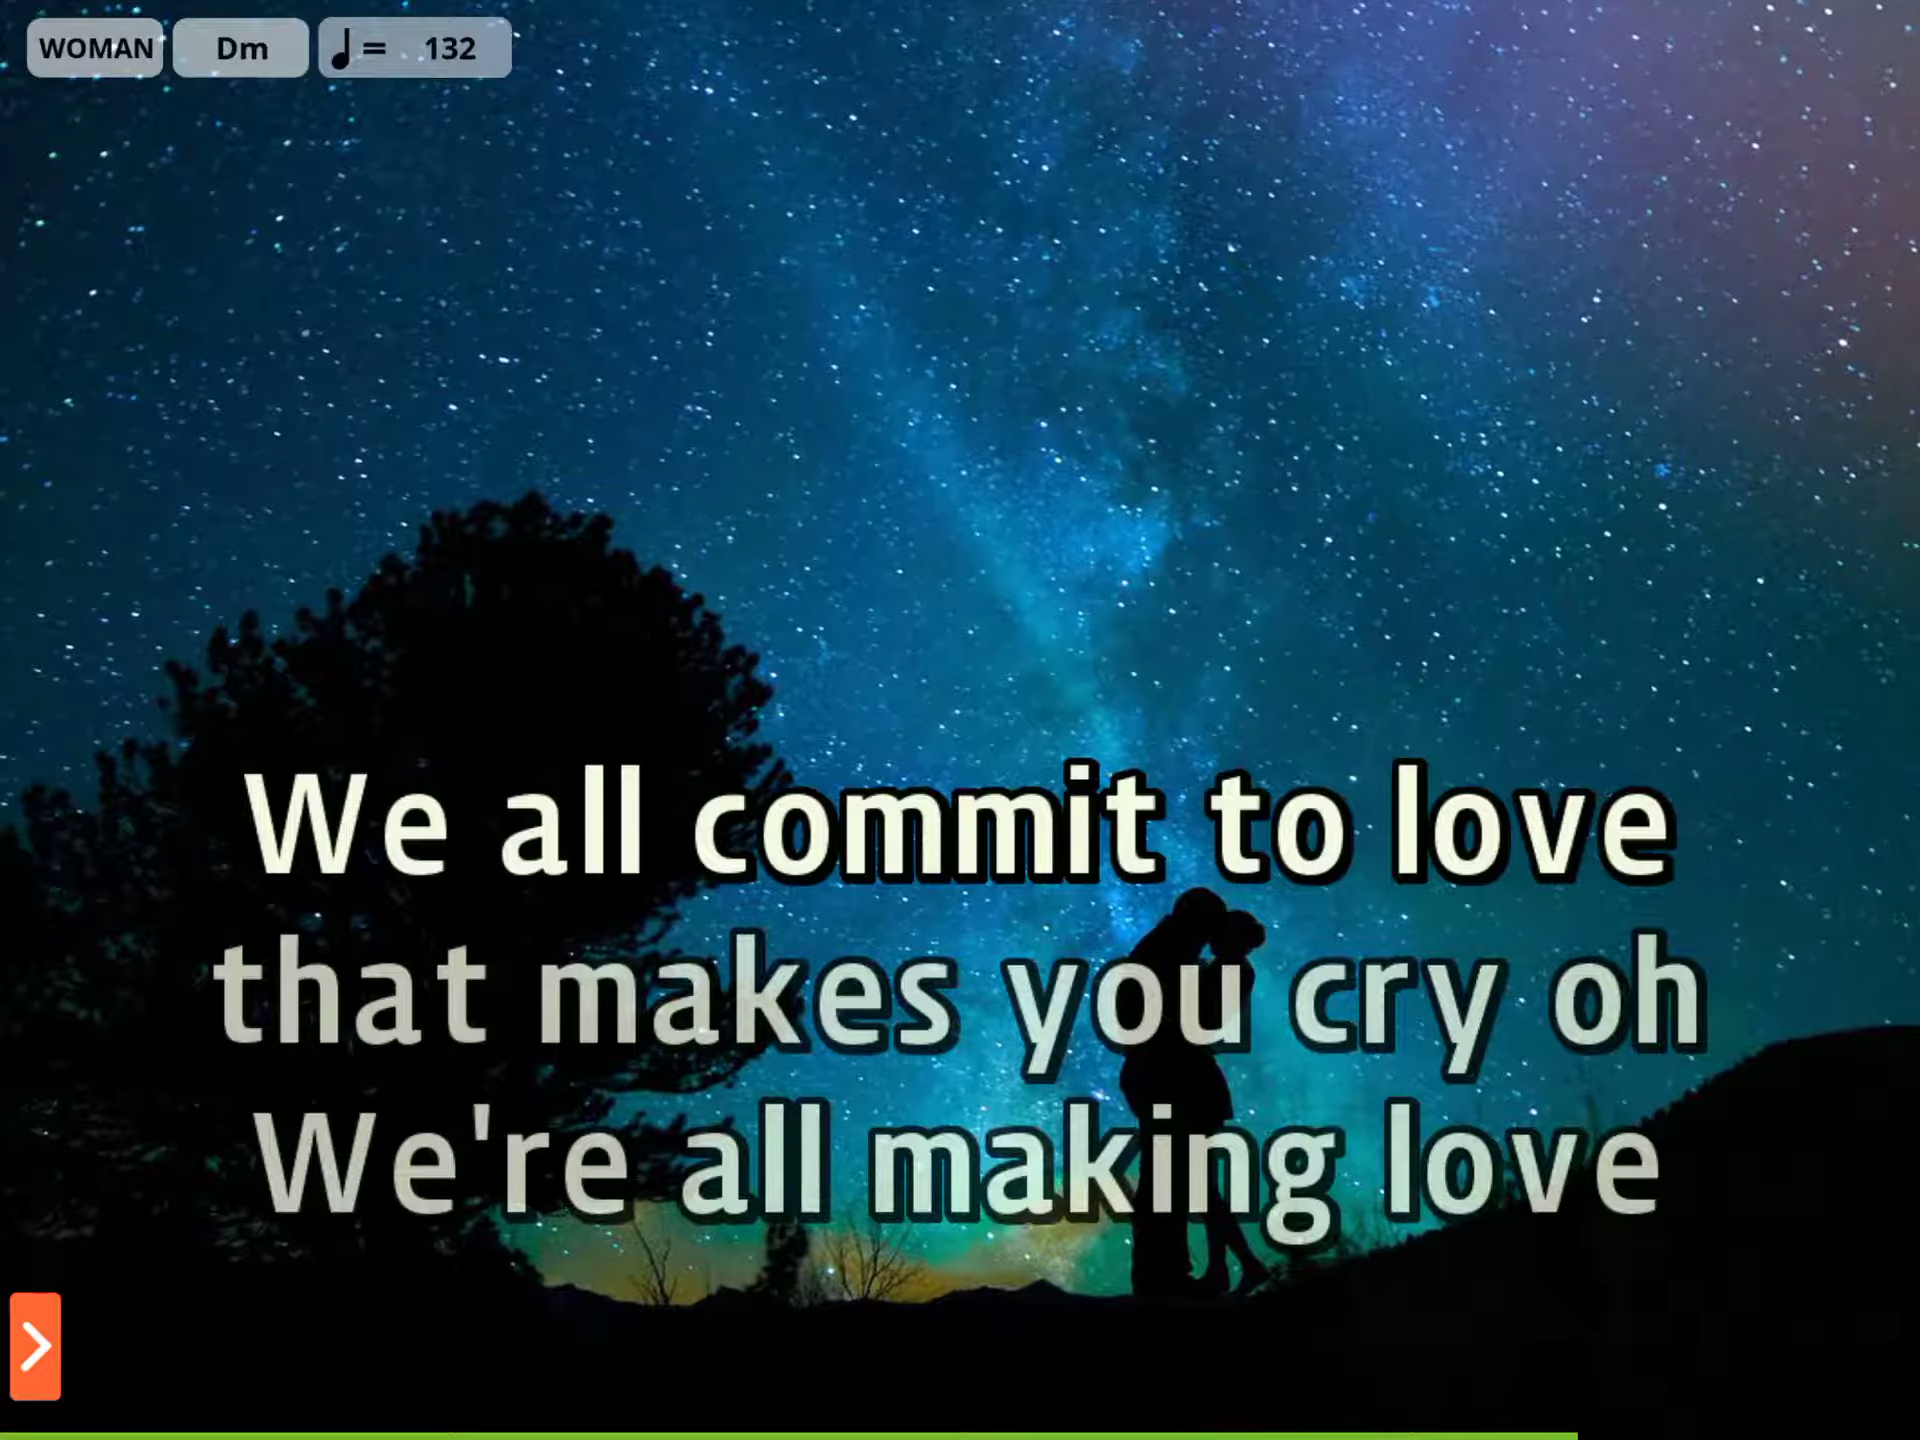 WOMAN Dm ♩= 132
We all commit to love
that makes you cry oh
We're all making love